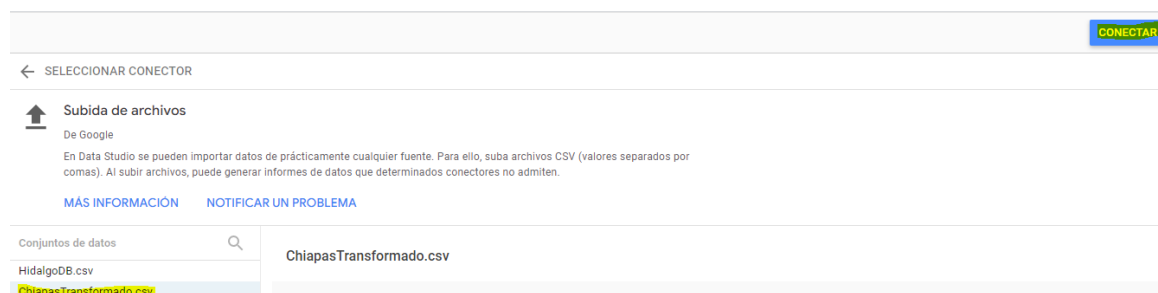 CONECTAR
SELECCIONAR CONECTOR
Subida de archivos
De Google
En Data Studio se pueden importar datos de prácticamente cualquier fuente. Para ello, suba archivos CSV (valores separados por
comas). Al subir archivos, puede generar informes de datos que determinados conectores no admiten.
MÁS INFORMACIÓN NOTIFICAR UN PROBLEMA
Conjuntos de datos
ChiapasTransformado.csv
HidalgoDB.csv
ChiapasTransformado.csv